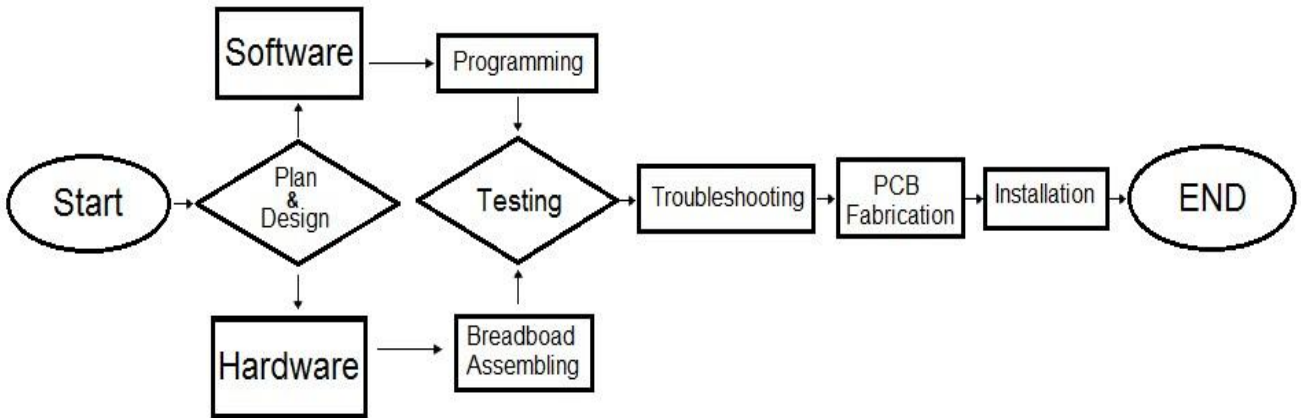 Start
Plan
&
Design
Software
Programming
Hardware
Breadboad
Assembling
Testing
Troubleshooting
PCB
Fabrication
Installation
END